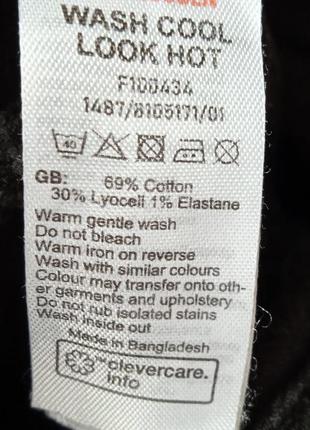 WASH COOL
LOOK HOT
F100434
1487/8105171/01
40
GB: 69% Cotton
30% Lyocell 1% Elastane
Warm gentle wash
Do not bleach
Warm iron on reverse
Wash with similar colours
Colour may transfer onto oth-
er garments and upholstery
Do not rub isolated stains
Wash inside out
Made in Bangladesh
™clevercare.
info